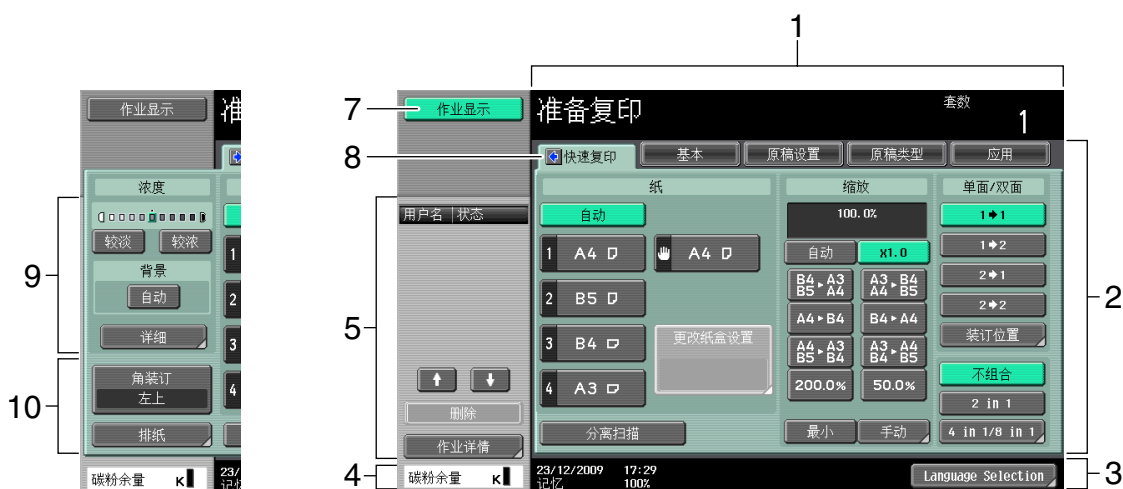 1
作业显示
准
浓度
较淡
较浓
背景
自动
详细
角装订
左上
排纸
碳粉余量 K
1
2
3
4
23/
记忆
9
10
7
8
5
4
作业显示
用户名 状态
删除
作业详情
碳粉余量 K
准备复印
套数
1
快速复印 基本 原稿设置 原稿类型 应用
纸
自动
1 A4
A4
2 B5
3 B4
更改纸盒设置
4 A3
分离扫描
缩放
100.0%
自动 x1.0
B4▸A3
B5 A4
A3▸B4
A4 B5
A4▸B4
B4▸A4
A4▸A3
B5 B4
A3▸A4
B4 B5
200.0% 50.0%
最小 手动
单面/双面
1➧1
1➧2
2➧1
2➧2
装订位置
不组合
2 in 1
4 in 1/8 in 1
23/12/2009 17:29
记忆 100%
Language Selection
2
3